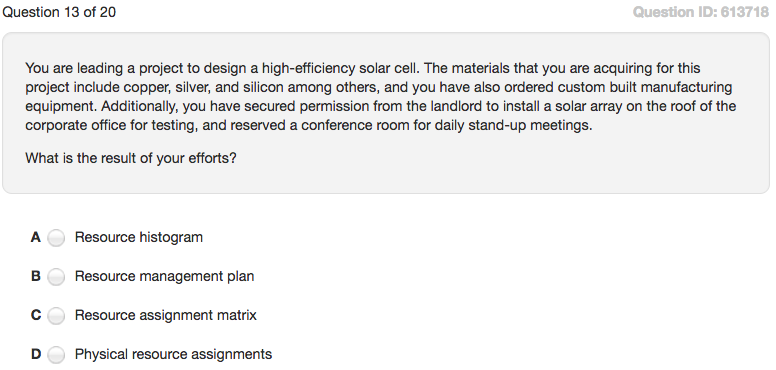 Question 13 of 20
Question ID: 613718
You are leading a project to design a high-efficiency solar cell. The materials that you are acquiring for this
project include copper, silver, and silicon among others, and you have also ordered custom built manufacturing
equipment. Additionally, you have secured permission from the landlord to install a solar array on the roof of the
corporate office for testing, and reserved a conference room for daily stand-up meetings.
What is the result of your efforts?
A Resource histogram
B Resource management plan
C Resource assignment matrix
D Physical resource assignments